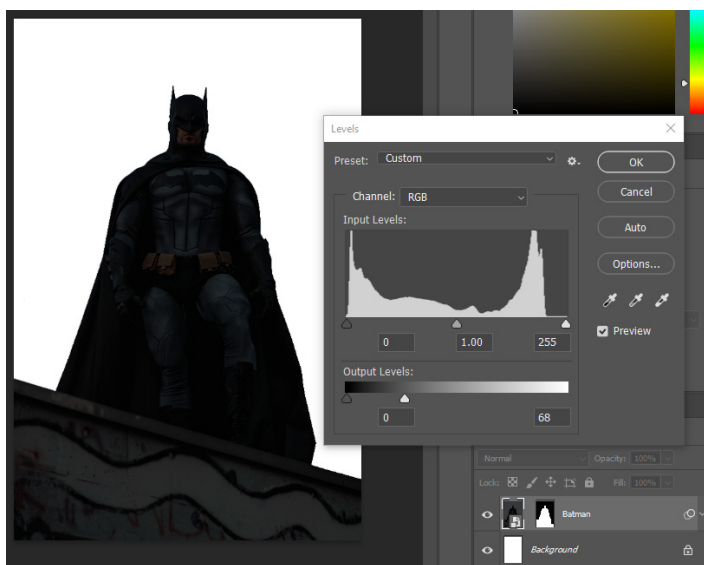 Levels
Preset: Custom
OK
Cancel
Auto
Options...
Preview
Channel: RGB
Input Levels:
0 1.00 255
Output Levels:
0 68
Normal Opacity: 100%
Lock: Fill: 100%
Batman
Background